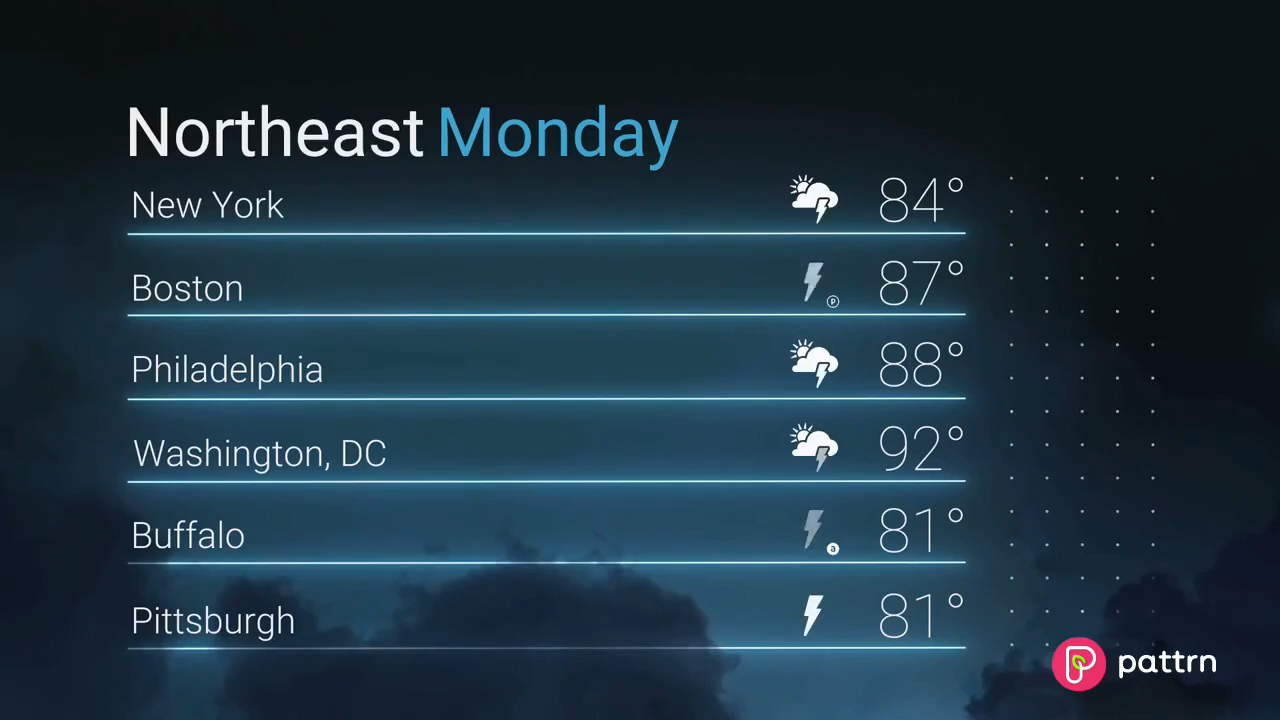 Northeast Monday
New York 84°
Boston P 87°
Philadelphia 88°
Washington, DC 92°
Buffalo a 81°
Pittsburgh 81°
pattrn